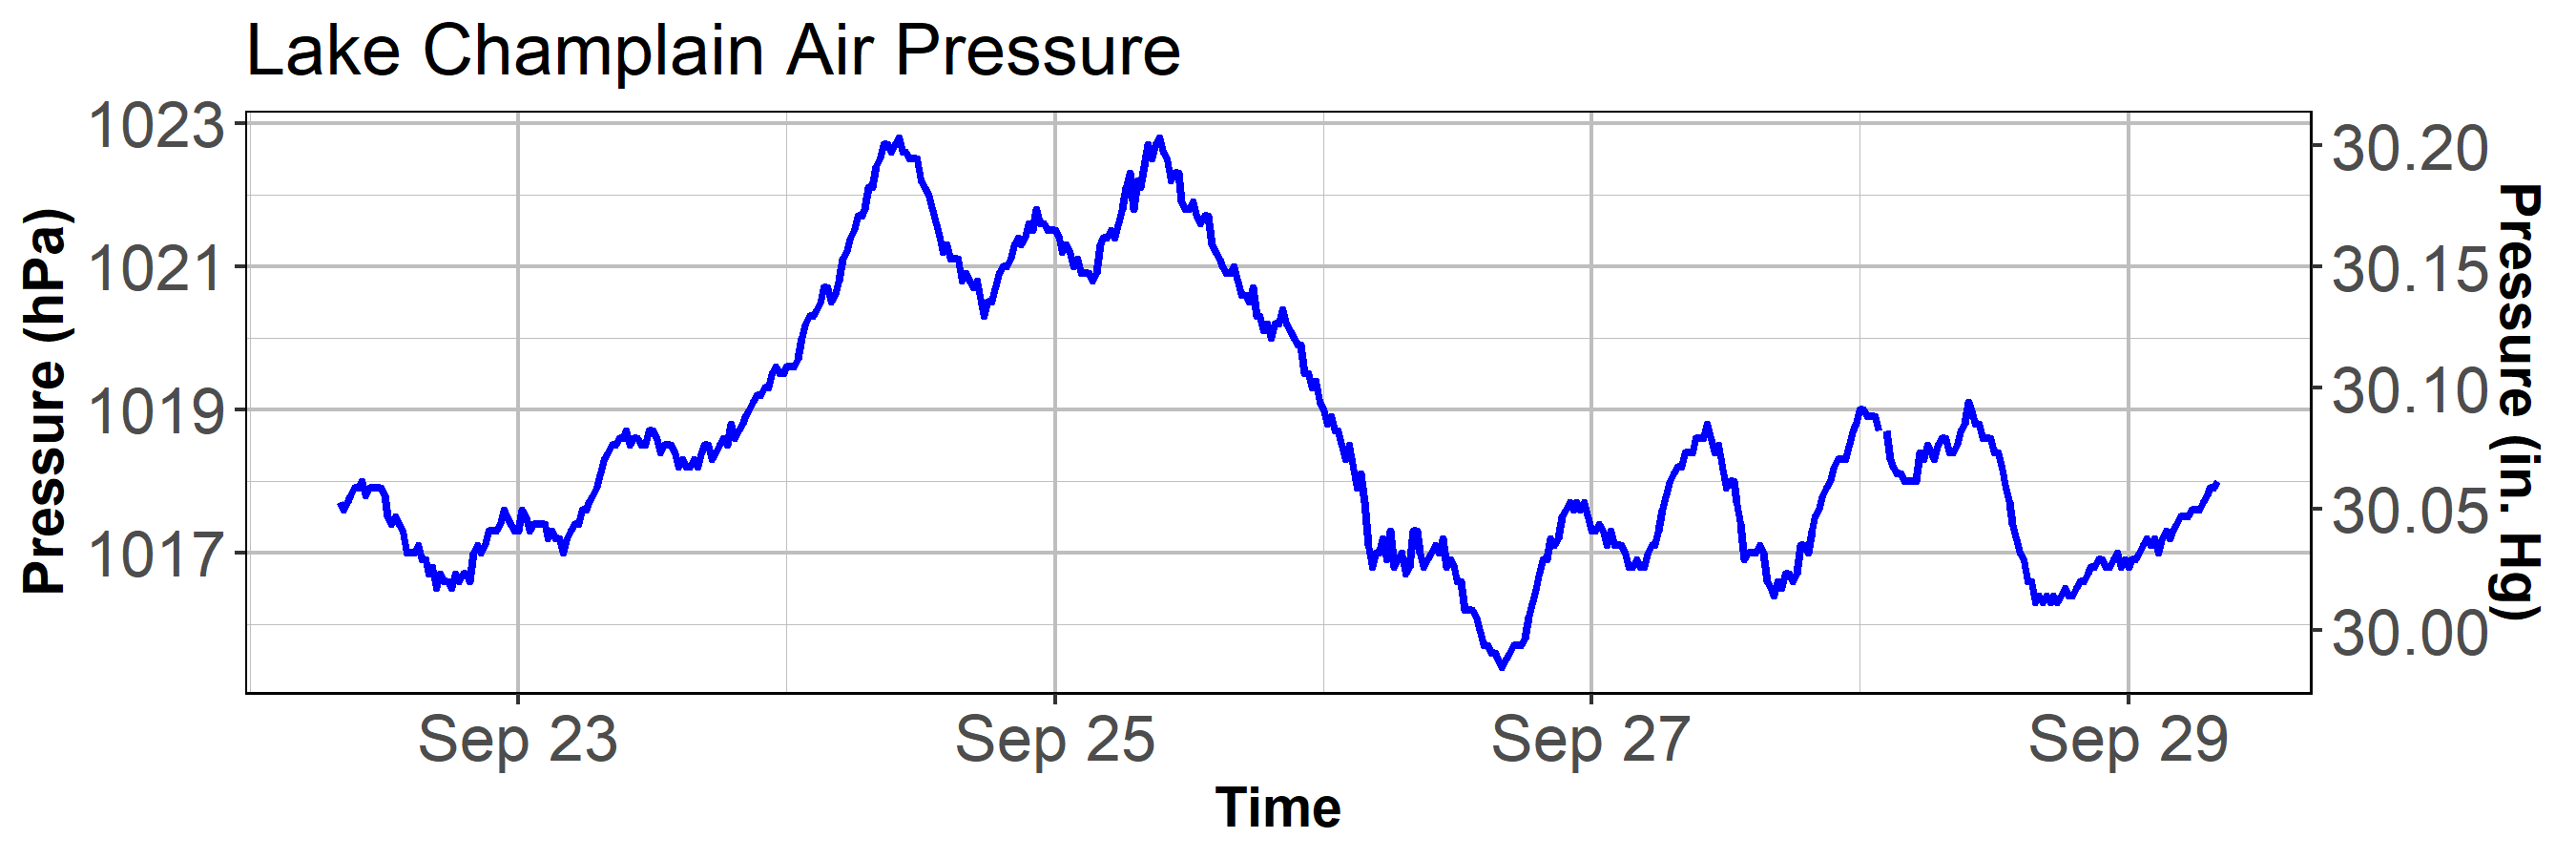 Lake Champlain Air Pressure
1023
1021
1019
1017
Pressure (hPa)
30.20
30.15
30.10
30.05
30.00
Pressure (in. Hg)
Sep 23
Sep 25
Sep 27
Sep 29
Time